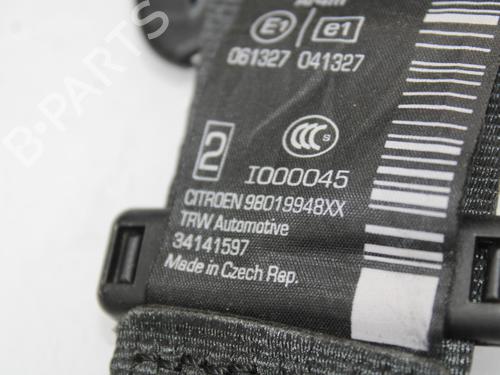 E1 e1
061327 041327
CCC S
2
I000045
CITROEN 98019948XX
TRW Automotive
34141597
Made in Czech Rep.
B-PARTS